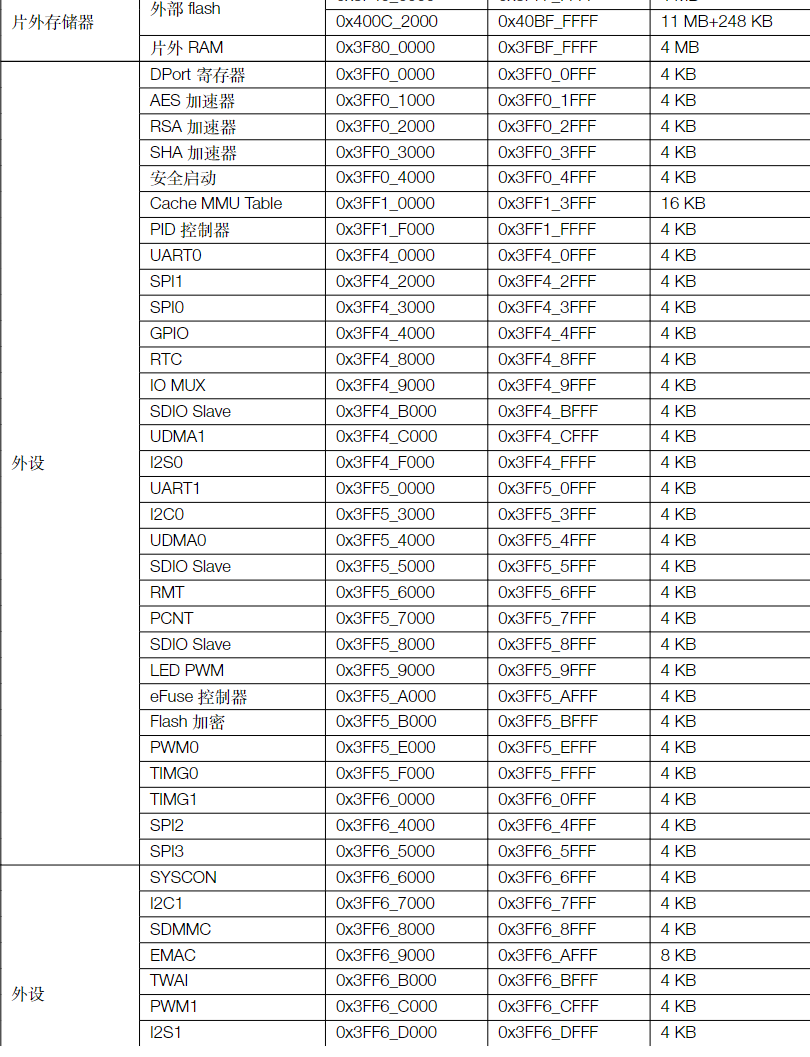 片外存储器 外部 flash
0x400C_2000 0x40BF_FFFF 11 MB+248 KB
片外 RAM 0x3F80_0000 0x3FBF_FFFF 4 MB
外设
DPort 寄存器 0x3FF0_0000 0x3FF0_0FFF 4 KB
AES 加速器 0x3FF0_1000 0x3FF0_1FFF 4 KB
RSA 加速器 0x3FF0_2000 0x3FF0_2FFF 4 KB
SHA 加速器 0x3FF0_3000 0x3FF0_3FFF 4 KB
安全启动 0x3FF0_4000 0x3FF0_4FFF 4 KB
Cache MMU Table 0x3FF1_0000 0x3FF1_3FFF 16 KB
PID 控制器 0x3FF1_F000 0x3FF1_FFFF 4 KB
UART0 0x3FF4_0000 0x3FF4_0FFF 4 KB
SPI1 0x3FF4_2000 0x3FF4_2FFF 4 KB
SPI0 0x3FF4_3000 0x3FF4_3FFF 4 KB
GPIO 0x3FF4_4000 0x3FF4_4FFF 4 KB
RTC 0x3FF4_8000 0x3FF4_8FFF 4 KB
IO MUX 0x3FF4_9000 0x3FF4_9FFF 4 KB
SDIO Slave 0x3FF4_B000 0x3FF4_BFFF 4 KB
UDMA1 0x3FF4_C000 0x3FF4_CFFF 4 KB
I2S0 0x3FF4_F000 0x3FF4_FFFF 4 KB
UART1 0x3FF5_0000 0x3FF5_0FFF 4 KB
I2C0 0x3FF5_3000 0x3FF5_3FFF 4 KB
UDMA0 0x3FF5_4000 0x3FF5_4FFF 4 KB
SDIO Slave 0x3FF5_5000 0x3FF5_5FFF 4 KB
RMT 0x3FF5_6000 0x3FF5_6FFF 4 KB
PCNT 0x3FF5_7000 0x3FF5_7FFF 4 KB
SDIO Slave 0x3FF5_8000 0x3FF5_8FFF 4 KB
LED PWM 0x3FF5_9000 0x3FF5_9FFF 4 KB
eFuse 控制器 0x3FF5_A000 0x3FF5_AFFF 4 KB
Flash 加密 0x3FF5_B000 0x3FF5_BFFF 4 KB
PWM0 0x3FF5_E000 0x3FF5_EFFF 4 KB
TIMG0 0x3FF5_F000 0x3FF5_FFFF 4 KB
TIMG1 0x3FF6_0000 0x3FF6_0FFF 4 KB
SPI2 0x3FF6_4000 0x3FF6_4FFF 4 KB
SPI3 0x3FF6_5000 0x3FF6_5FFF 4 KB
外设
SYSCON 0x3FF6_6000 0x3FF6_6FFF 4 KB
I2C1 0x3FF6_7000 0x3FF6_7FFF 4 KB
SDMMC 0x3FF6_8000 0x3FF6_8FFF 4 KB
EMAC 0x3FF6_9000 0x3FF6_AFFF 8 KB
TWAI 0x3FF6_B000 0x3FF6_BFFF 4 KB
PWM1 0x3FF6_C000 0x3FF6_CFFF 4 KB
I2S1 0x3FF6_D000 0x3FF6_DFFF 4 KB